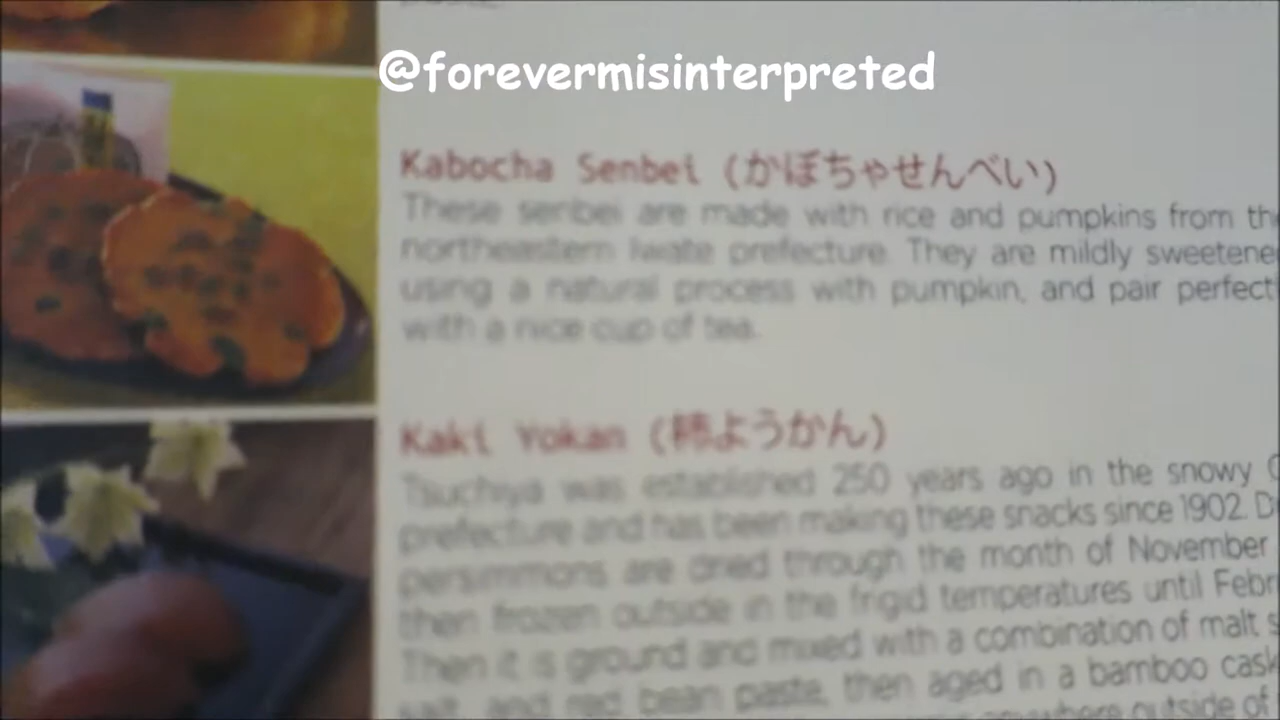 @forevermisinterpreted
Kabocha Senbei (かぼちゃせんべい)
These senbei are made with rice and pumpkins from
northeastern Iwate prefecture. They are mildly
using a natural process with pumpkin, and pair
with a nice cup of tea.
Kaki Yokan (柿ようかん)
Tsuchiya was established 250 years ago in the snowy
prefecture and has been making these snacks since 1902.
persimmons are dried through the month of November
then frozen outside in the frigid temperatures until
Then it is ground and mixed with a combination of malt
salt, and red bean paste, then aged in a bamboo
anywhere outside of